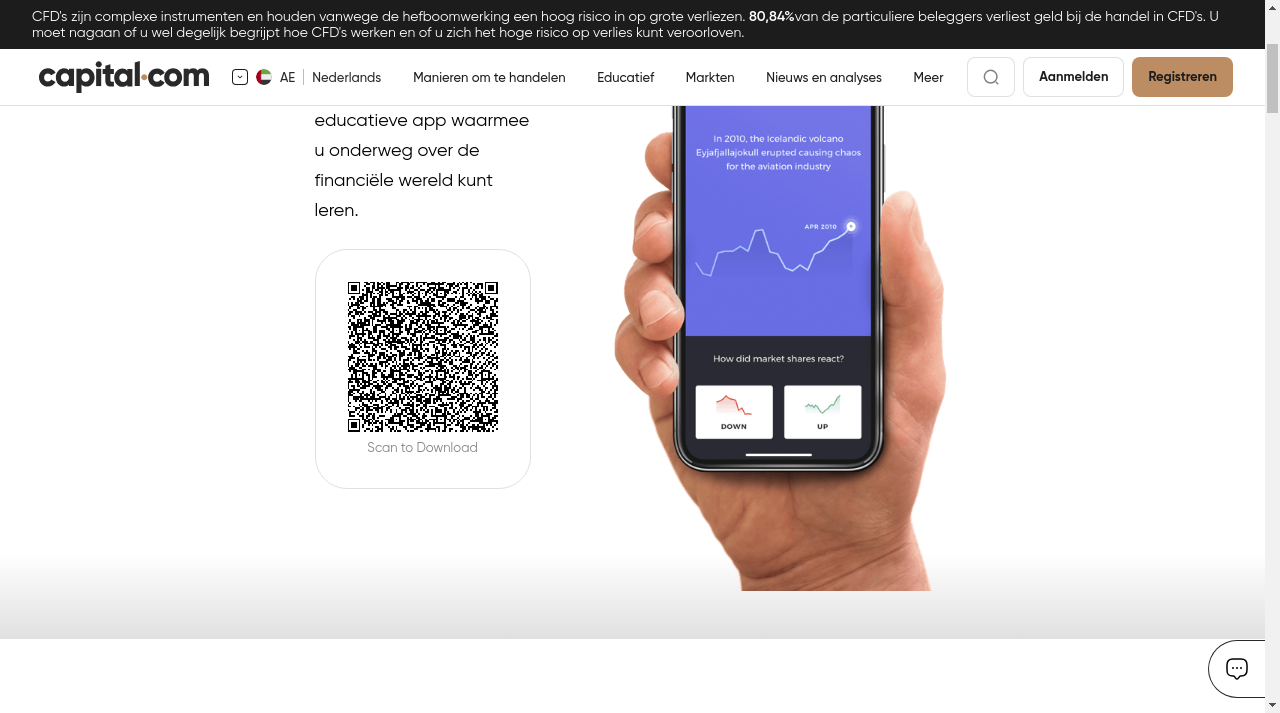 CFD's zijn complexe instrumenten en houden vanwege de hefboomwerking een hoog risico in op grote verliezen. 80,84%van de particuliere beleggers verliest geld bij de handel in CFD's. U
moet nagaan of u wel degelijk begrijpt hoe CFD's werken en of u zich het hoge risico op verlies kunt veroorloven.
capital.com AE Nederlands Manieren om te handelen Educatief Markten Nieuws en analyses Meer Aanmelden Registreren
educatieve app waarmee
u onderweg over de
financiële wereld kunt
leren.
Scan to Download
In 2010, the Icelandic volcano
Eyjafjallajokull erupted causing chaos
for the aviation industry
APR 2010
How did market shares react?
DOWN UP